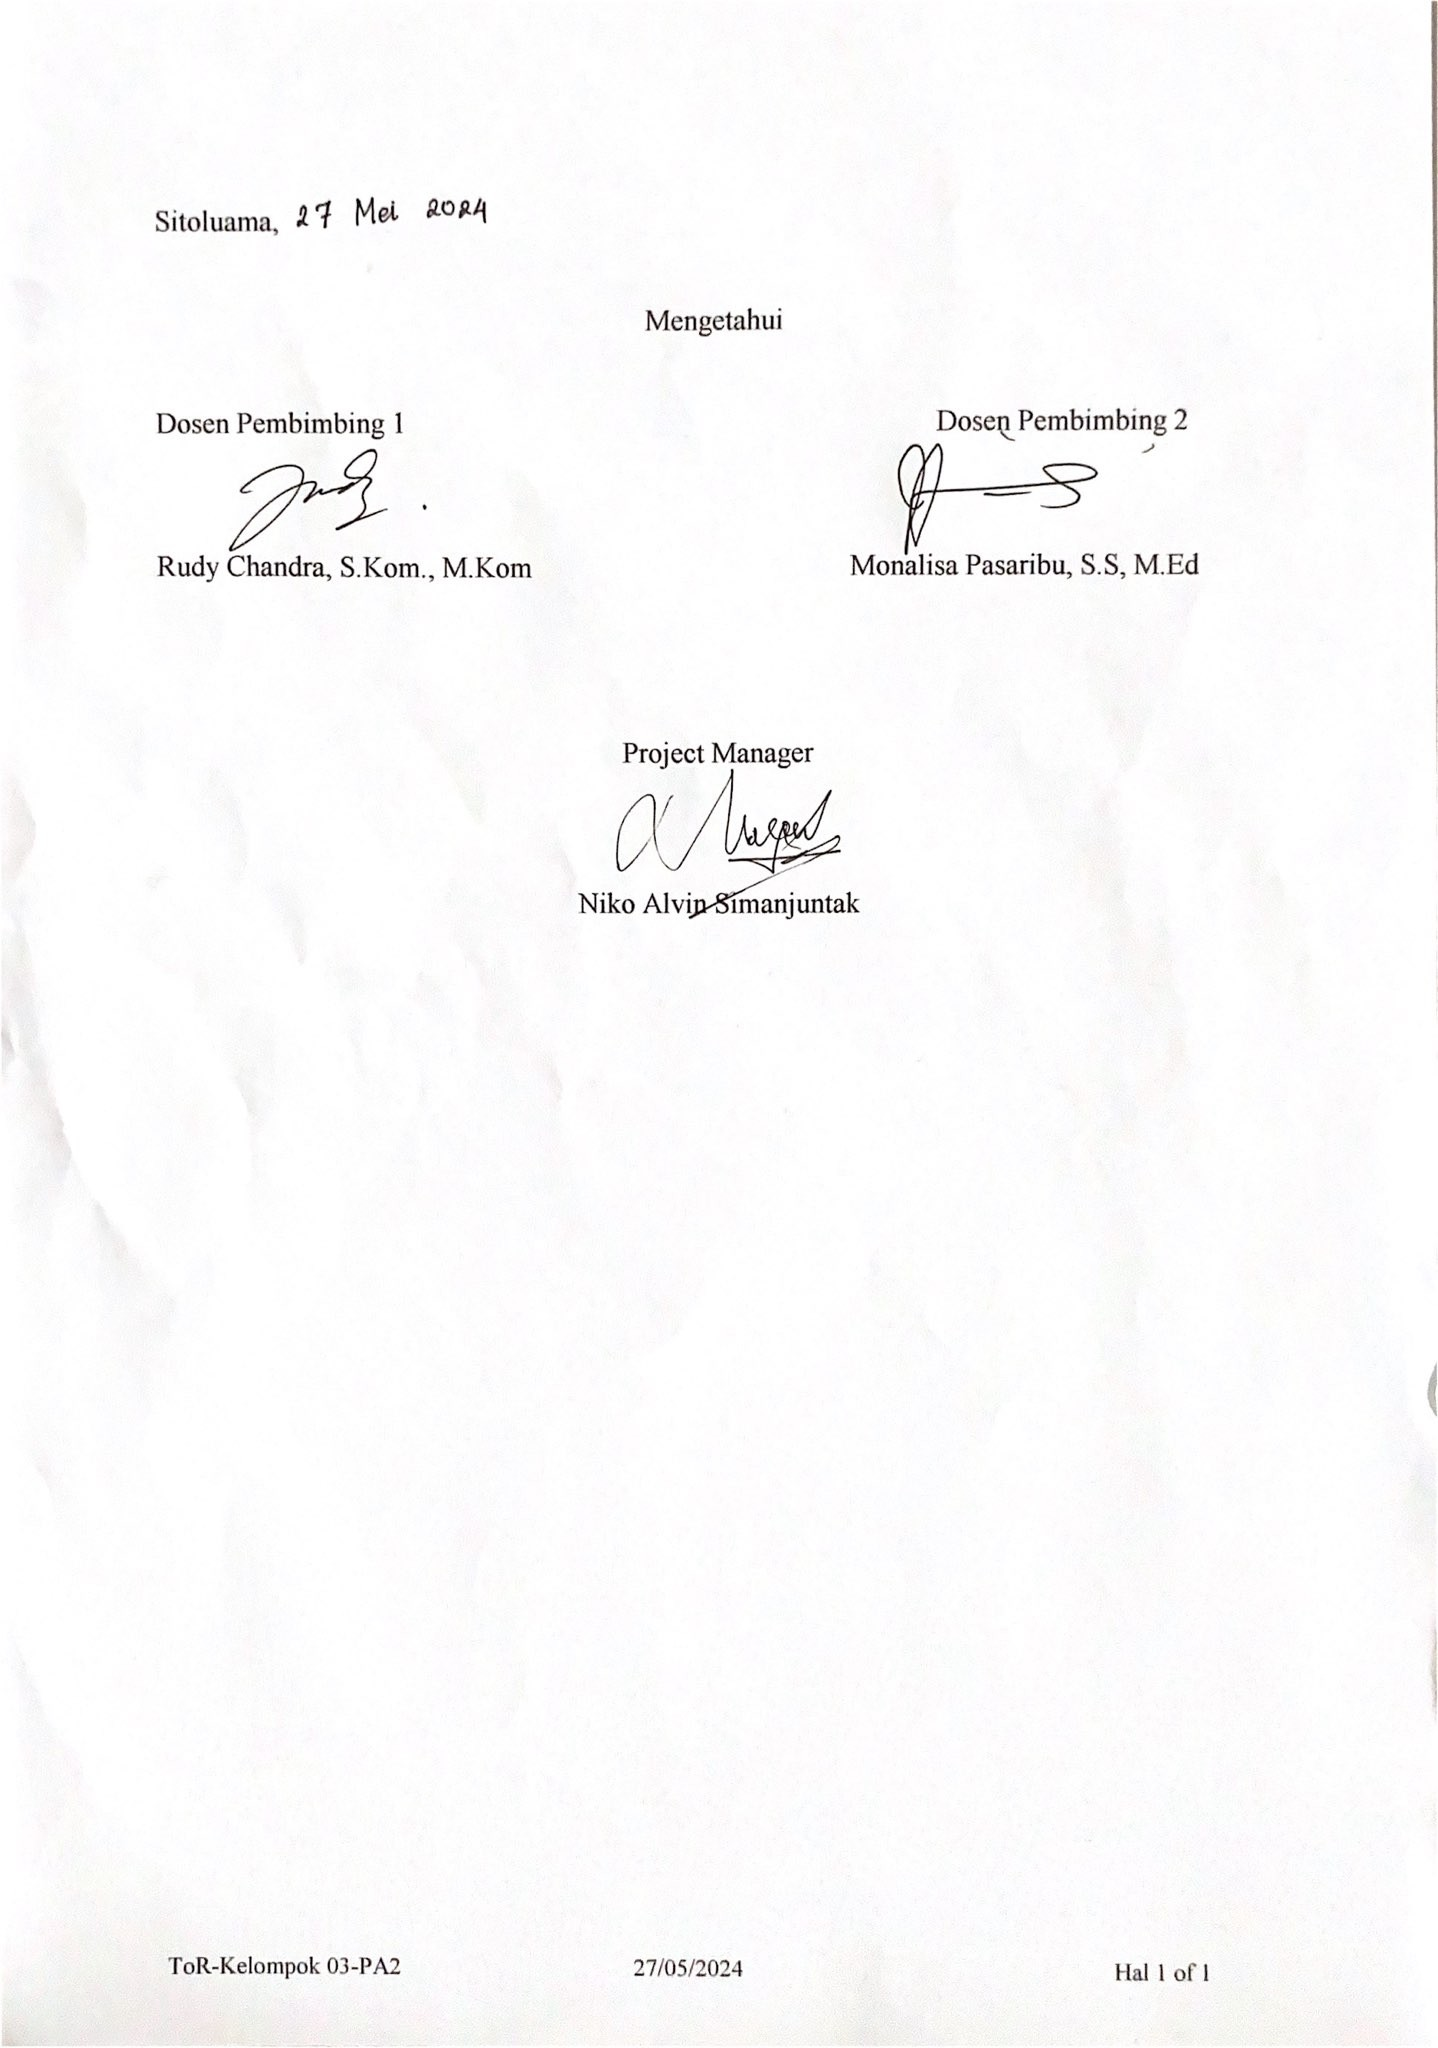 Sitoluama, 27 Mei 2024
Mengetahui
Dosen Pembimbing 1 Dosen Pembimbing 2
Rudy Chandra, S.Kom., M.Kom Monalisa Pasaribu, S.S, M.Ed
Project Manager
Niko Alvin Simanjuntak
ToR-Kelompok 03-PA2 27/05/2024 Hal 1 of 1